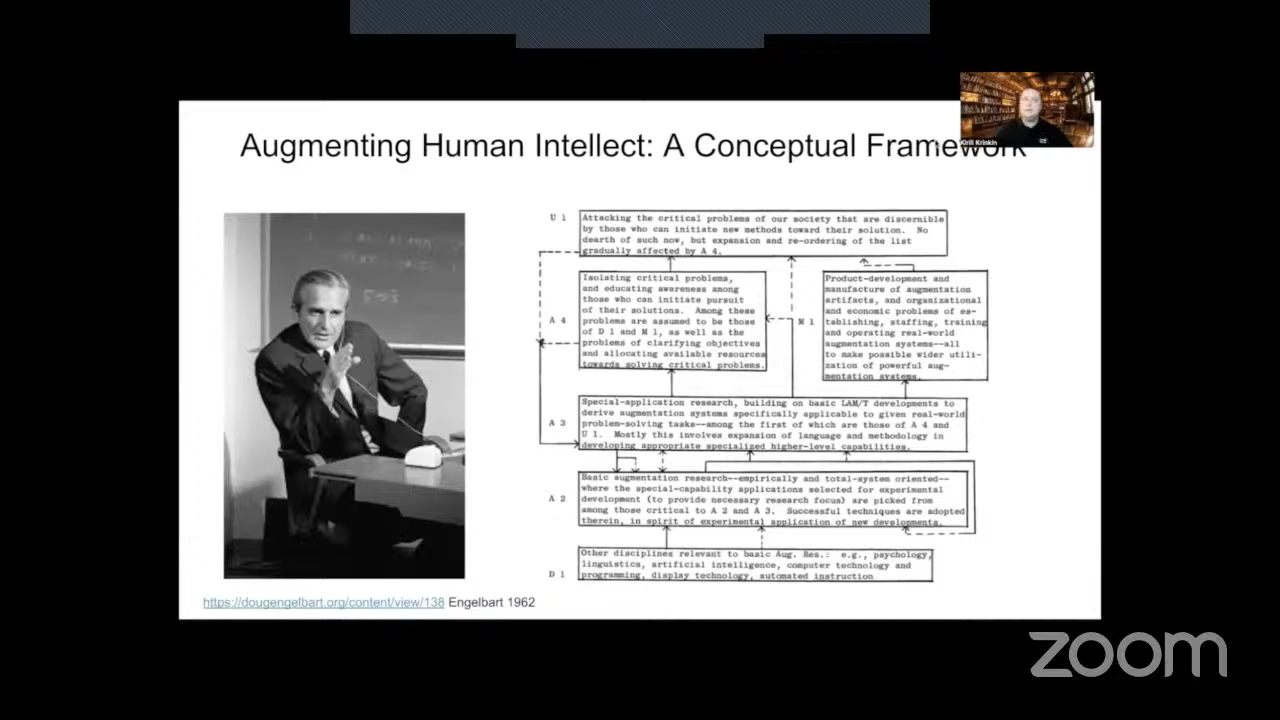 Augmenting Human Intellect: A Conceptual Framework
Kirill Krinkin
U 1
Attacking the critical problems of our society that are discernible
by those who can initiate new methods toward their solution. No
dearth of such now, but expansion and re-ordering of the list
gradually affected by A 4.
A 4
Isolating critical problems,
and educating awareness among
those who can initiate pursuit
of their solutions. Among these
problems are assumed to be those
of D 1 and M 1, as well as the
problems of clarifying objectives
and allocating available resources
towards solving critical problems.
M 1
Product-development and
manufacture of augmentation
artifacts, and organizational
and economic problems of es-
tablishing, staffing, training
and operating real-world
augmentation systems--all
to make possible wider utili-
zation of powerful aug-
mentation systems.
A 3
Special-application research, building on basic LAM/T developments to
derive augmentation systems specifically applicable to given real-world
problem-solving tasks--among the first of which are those of A 4 and
U 1. Mostly this involves expansion of language and methodology in
developing appropriate specialized higher-level capabilities.
A 2
Basic augmentation research--empirically and total-system oriented--
where the special-capability applications selected for experimental
development (to provide necessary research focus) are picked from
among those critical to A 2 and A 3. Successful techniques are adopted
therein, in spirit of experimental application of new developments.
D 1
Other disciplines relevant to basic Aug. Res.: e.g., psychology,
linguistics, artificial intelligence, computer technology and
programming, display technology, automated instruction
https://dougengelbart.org/content/view/138 Engelbart 1962
zoom